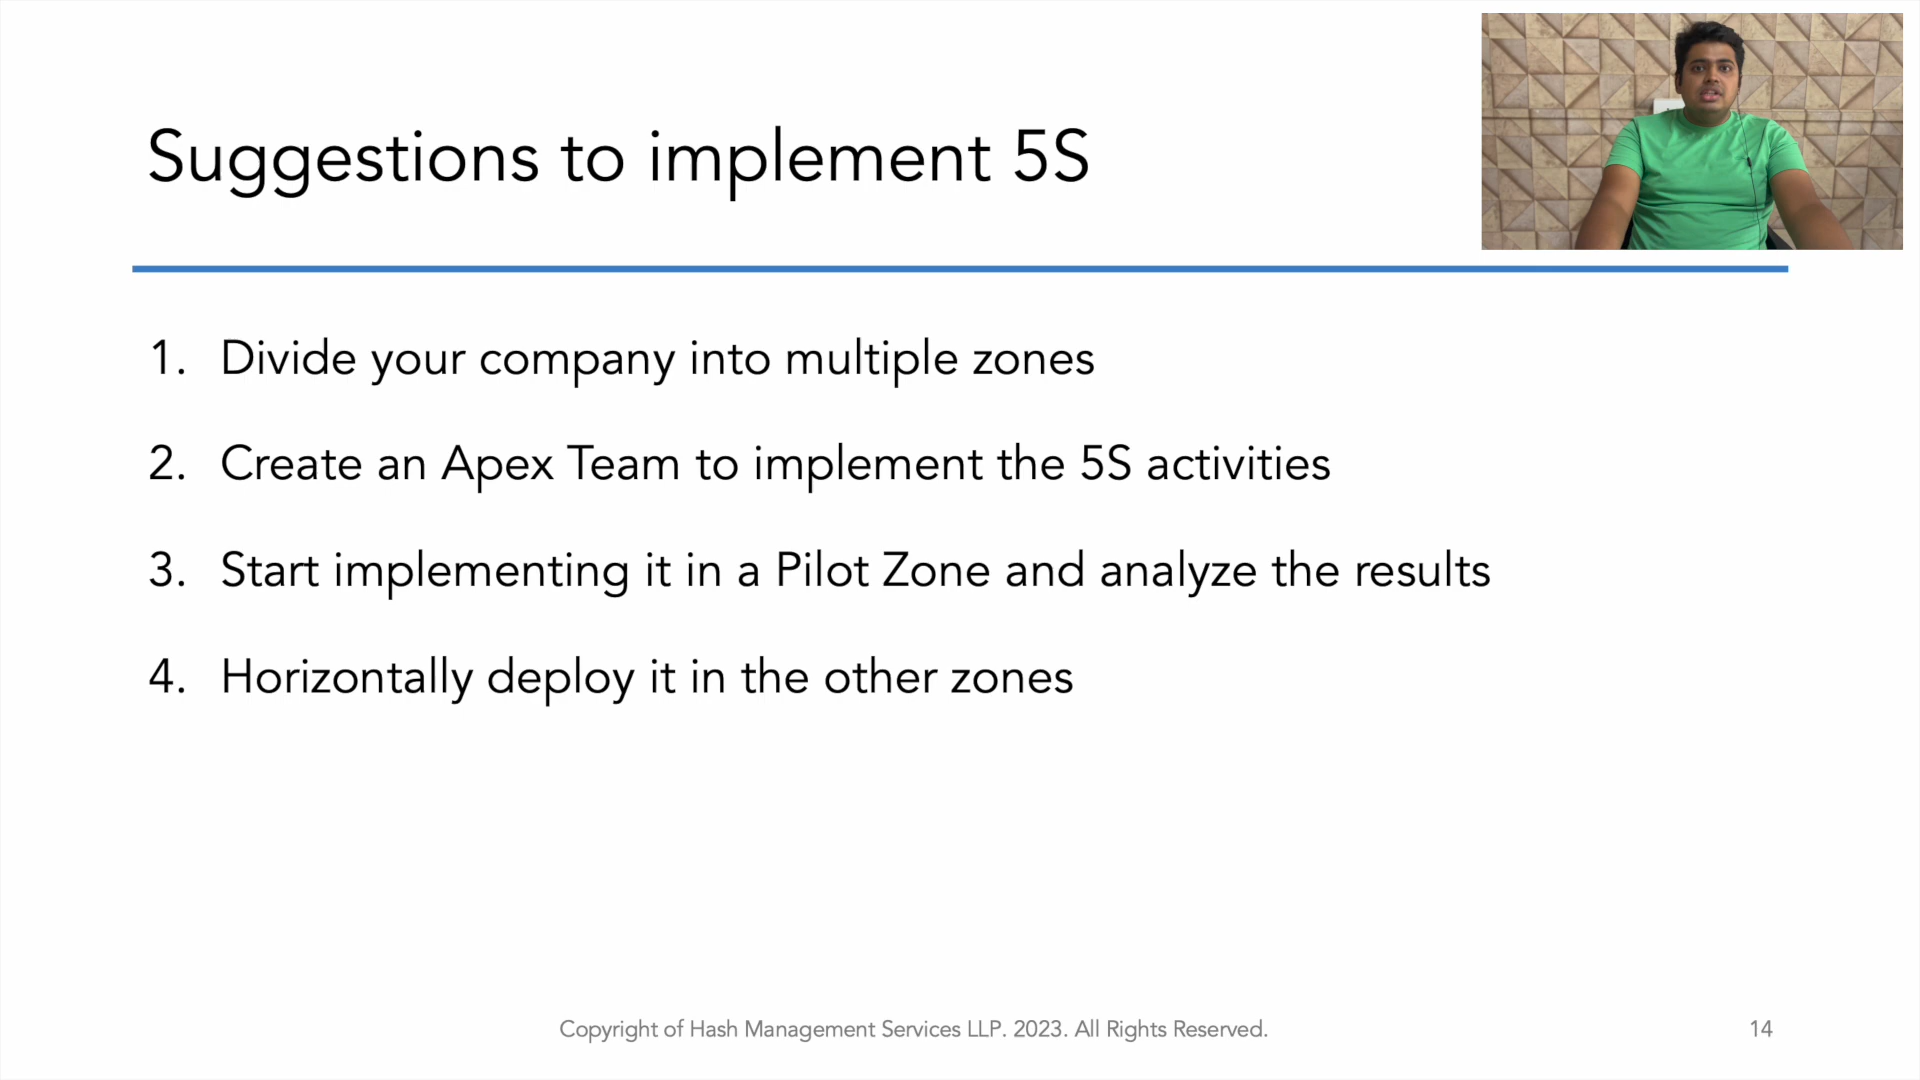 Suggestions to implement 5S
1. Divide your company into multiple zones
2. Create an Apex Team to implement the 5S activities
3. Start implementing it in a Pilot Zone and analyze the results
4. Horizontally deploy it in the other zones
Copyright of Hash Management Services LLP. 2023. All Rights Reserved.
14